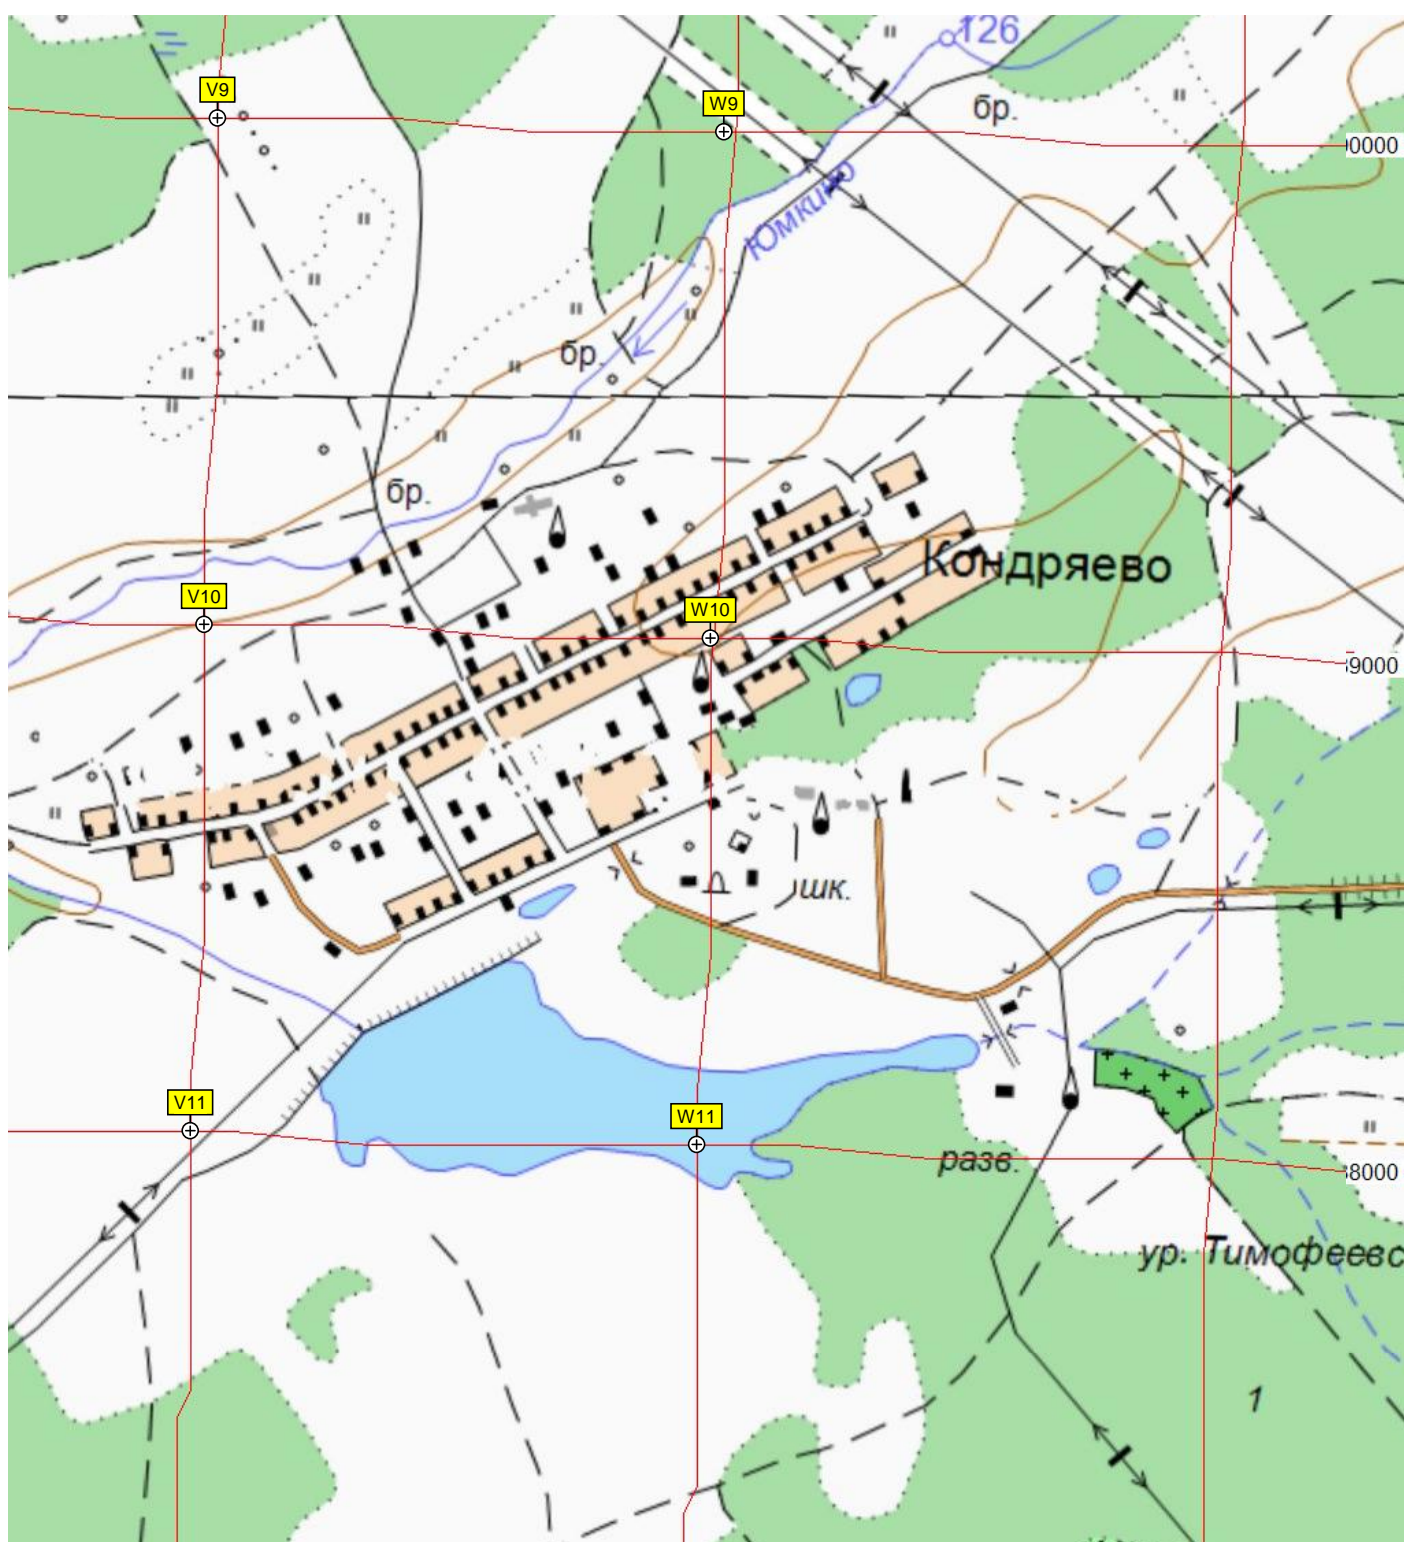 126
V9
W9
бр.
0000
Юмкино
бр.
бр.
Кондряево
V10
W10
9000
шк.
V11
W11
разв.
8000
ур. Тимофеевс
1